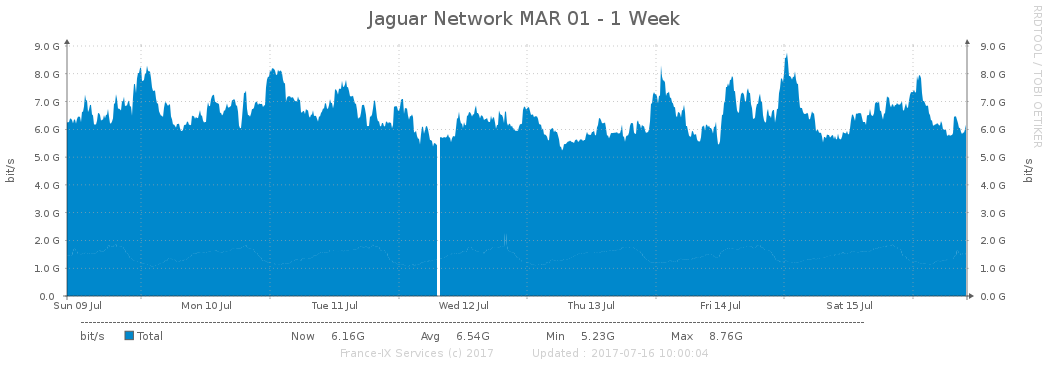 Jaguar Network MAR 01 - 1 Week
RRDTOOL / TOBI OETIKER
9.0 G 9.0 G
8.0 G 8.0 G
7.0 G 7.0 G
6.0 G 6.0 G
5.0 G 5.0 G
4.0 G 4.0 G
3.0 G 3.0 G
2.0 G 2.0 G
1.0 G 1.0 G
0.0 0.0 G
bit/s
bit/s
Sun 09 Jul Mon 10 Jul Tue 11 Jul Wed 12 Jul Thu 13 Jul Fri 14 Jul Sat 15 Jul
bit/s Total Now 6.16G Avg 6.54G Min 5.23G Max 8.76G
France-IX Services (c) 2017 Updated : 2017-07-16 10:00:04